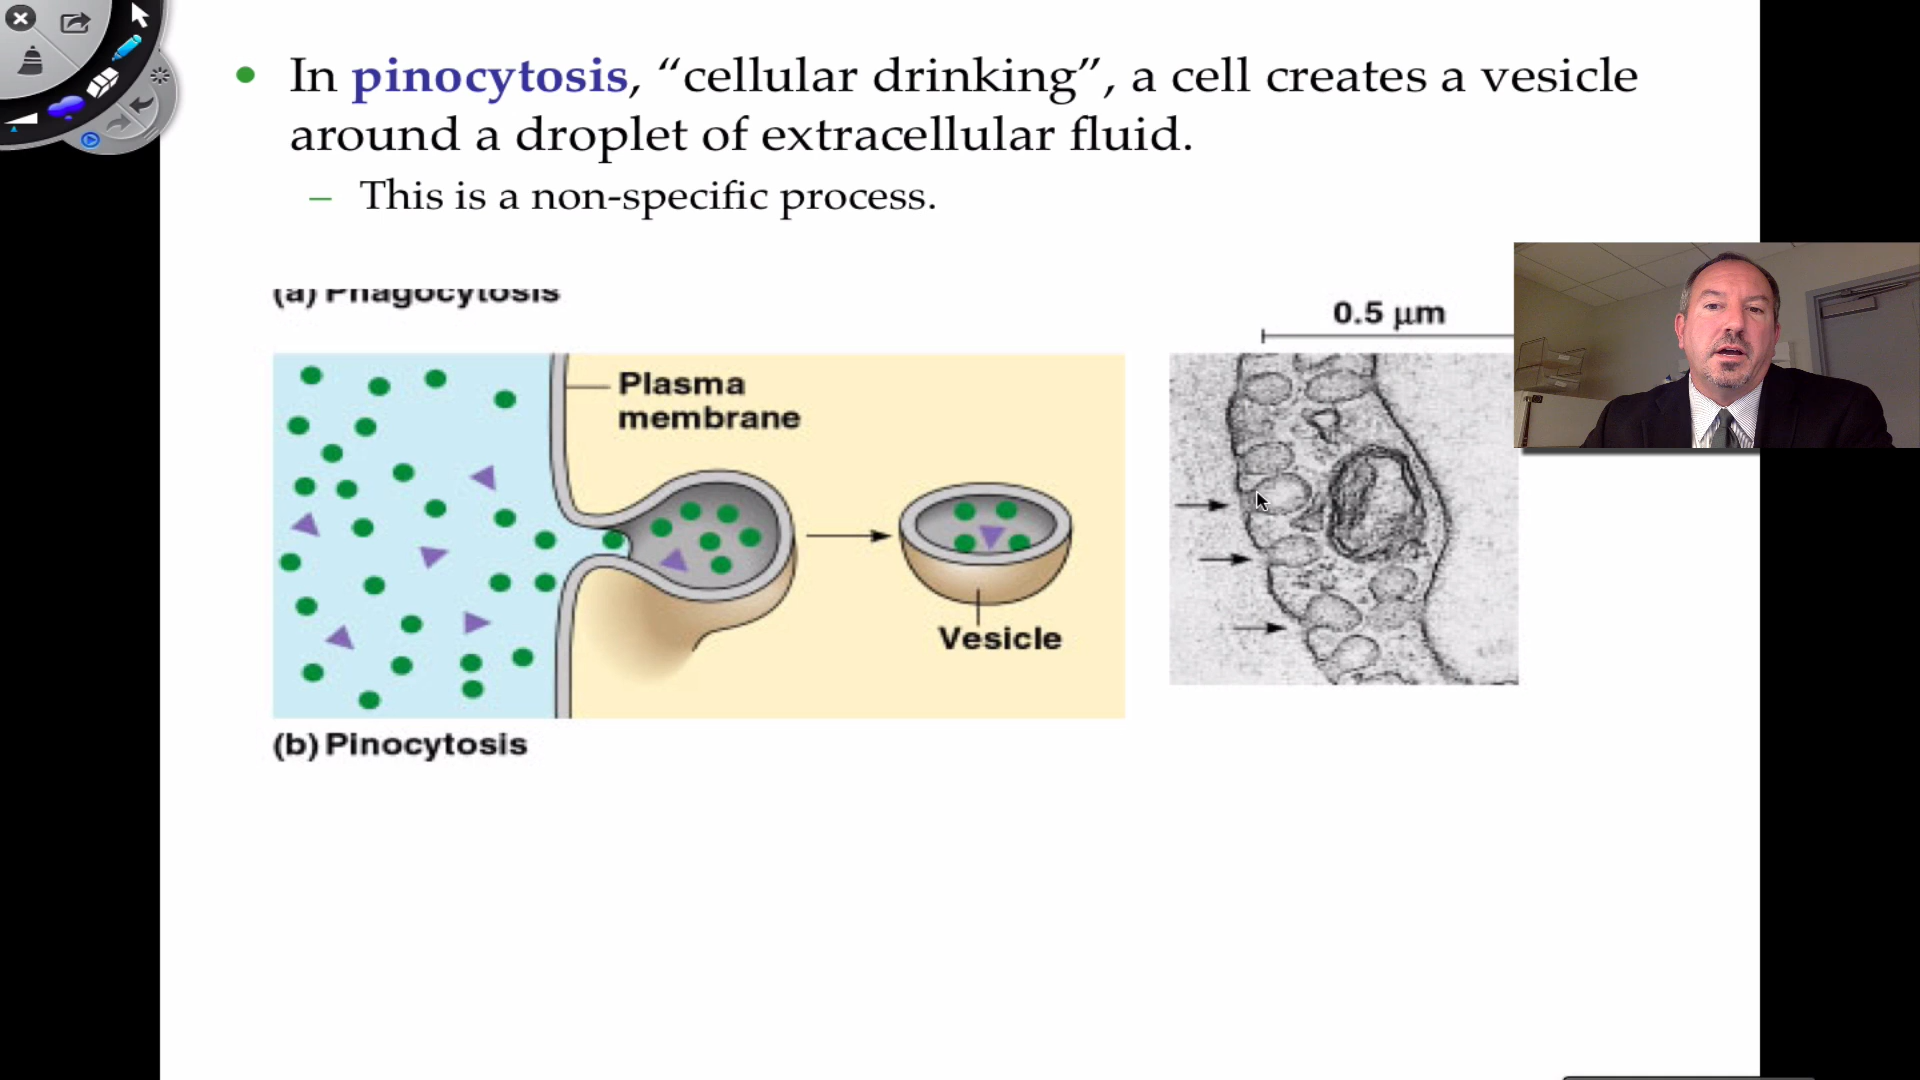 In pinocytosis, “cellular drinking”, a cell creates a vesicle
around a droplet of extracellular fluid.
– This is a non-specific process.
(a) Phagocytosis
0.5 μm
Plasma
membrane
Vesicle
(b) Pinocytosis